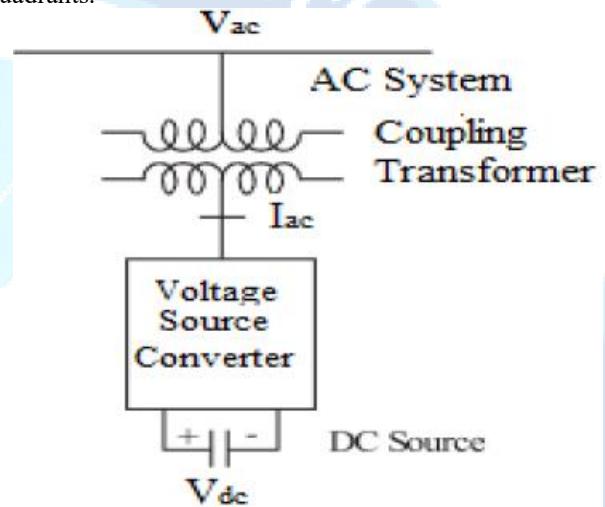 Vac
AC System
Coupling
Transformer
Iac
Voltage
Source
Converter
+ -
DC Source
Vdc